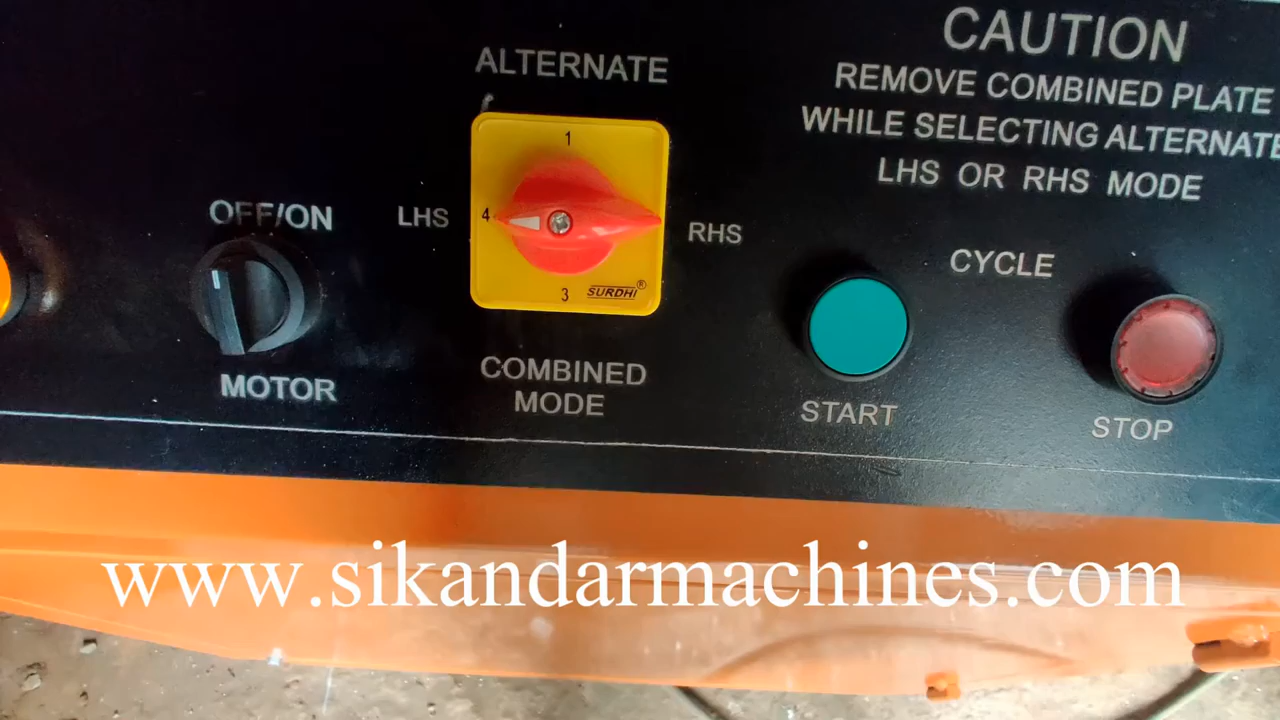 ALTERNATE
1
4
3
SURDHI®
LHS
RHS
COMBINED
MODE
OFF/ON
MOTOR
CAUTION
REMOVE COMBINED PLATE
WHILE SELECTING ALTERNATE
LHS OR RHS MODE
CYCLE
START
STOP
www.sikandarmachines.com